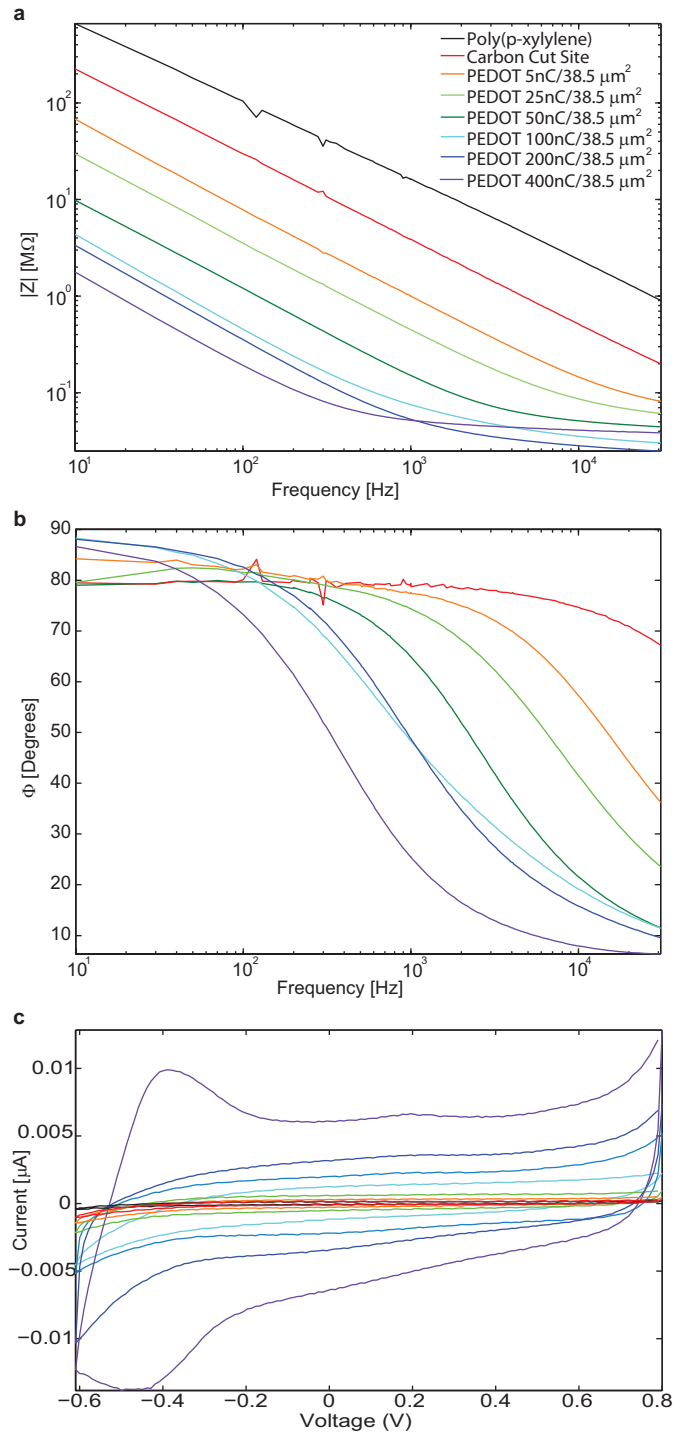 a
Poly(p-xylylene)
Carbon Cut Site
PEDOT 5nC/38.5 μm²
PEDOT 25nC/38.5 μm²
PEDOT 50nC/38.5 μm²
PEDOT 100nC/38.5 μm²
PEDOT 200nC/38.5 μm²
PEDOT 400nC/38.5 μm²
10²
10¹
10⁰
10⁻¹
|Z| [MΩ]
10¹ 10² 10³ 10⁴
Frequency [Hz]
b
90
80
70
60
50
40
30
20
10
Φ [Degrees]
10¹ 10² 10³ 10⁴
Frequency [Hz]
c
0.01
0.005
0
−0.005
−0.01
Current [μA]
−0.6 −0.4 −0.2 0 0.2 0.4 0.6 0.8
Voltage (V)